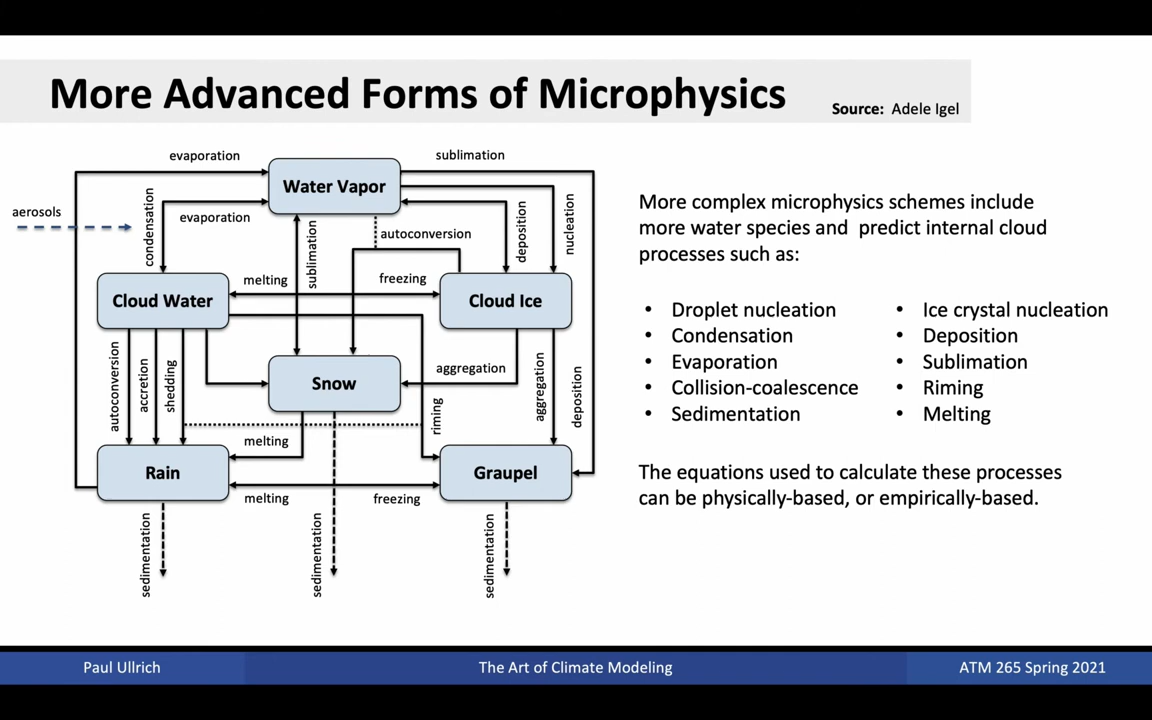 More Advanced Forms of Microphysics
Source: Adele Igel
evaporation
sublimation
Water Vapor
aerosols
condensation
evaporation
sublimation
autoconversion
deposition
nucleation
melting
freezing
Cloud Water
Cloud Ice
autoconversion
accretion
shedding
Snow
aggregation
aggregation
deposition
riming
melting
Rain
Graupel
melting
freezing
sedimentation
sedimentation
sedimentation
More complex microphysics schemes include
more water species and predict internal cloud
processes such as:
• Droplet nucleation
• Condensation
• Evaporation
• Collision-coalescence
• Sedimentation
• Ice crystal nucleation
• Deposition
• Sublimation
• Riming
• Melting
The equations used to calculate these processes
can be physically-based, or empirically-based.
Paul Ullrich
The Art of Climate Modeling
ATM 265 Spring 2021